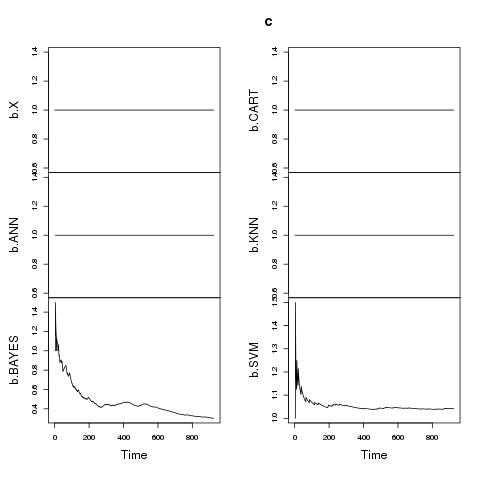 c
b.X
0.6 0.8 1.0 1.2 1.4
b.ANN
0.6 0.8 1.0 1.2 1.4
b.BAYES
0.4 0.6 0.8 1.0 1.2 1.4
0 200 400 600 800
Time
b.CART
0.6 0.8 1.0 1.2 1.4
b.KNN
0.6 0.8 1.0 1.2 1.4
b.SVM
1.0 1.1 1.2 1.3 1.4 1.5
0 200 400 600 800
Time